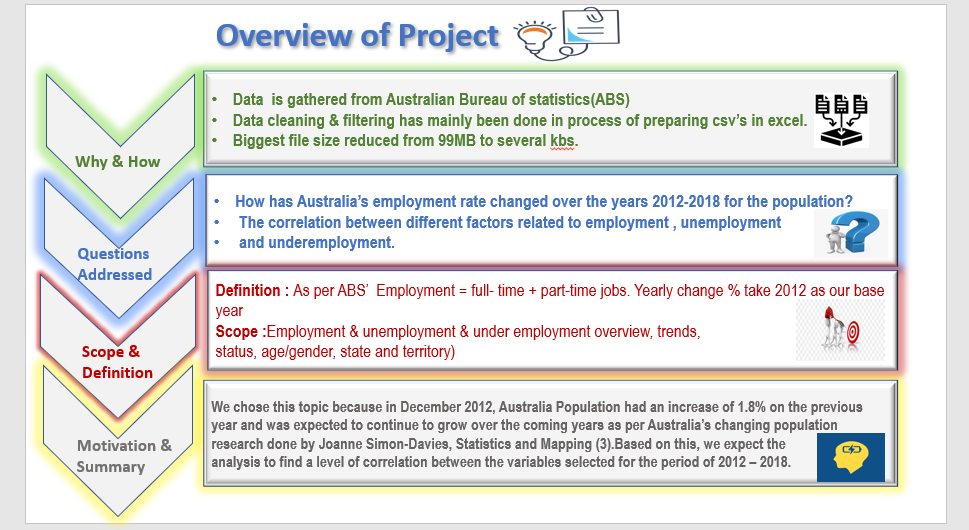 Overview of Project
Why & How
• Data is gathered from Australian Bureau of statistics(ABS)
• Data cleaning & filtering has mainly been done in process of preparing csv's in excel.
• Biggest file size reduced from 99MB to several kbs.
Questions
Addressed
• How has Australia's employment rate changed over the years 2012-2018 for the population?
• The correlation between different factors related to employment , unemployment
• and underemployment.
Scope &
Definition
Definition : As per ABS' Employment = full- time + part-time jobs. Yearly change % take 2012 as our base
year
Scope :Employment & unemployment & under employment overview, trends,
status, age/gender, state and territory)
Motivation &
Summary
We chose this topic because in December 2012, Australia Population had an increase of 1.8% on the previous
year and was expected to continue to grow over the coming years as per Australia's changing population
research done by Joanne Simon-Davies, Statistics and Mapping (3).Based on this, we expect the
analysis to find a level of correlation between the variables selected for the period of 2012 – 2018.